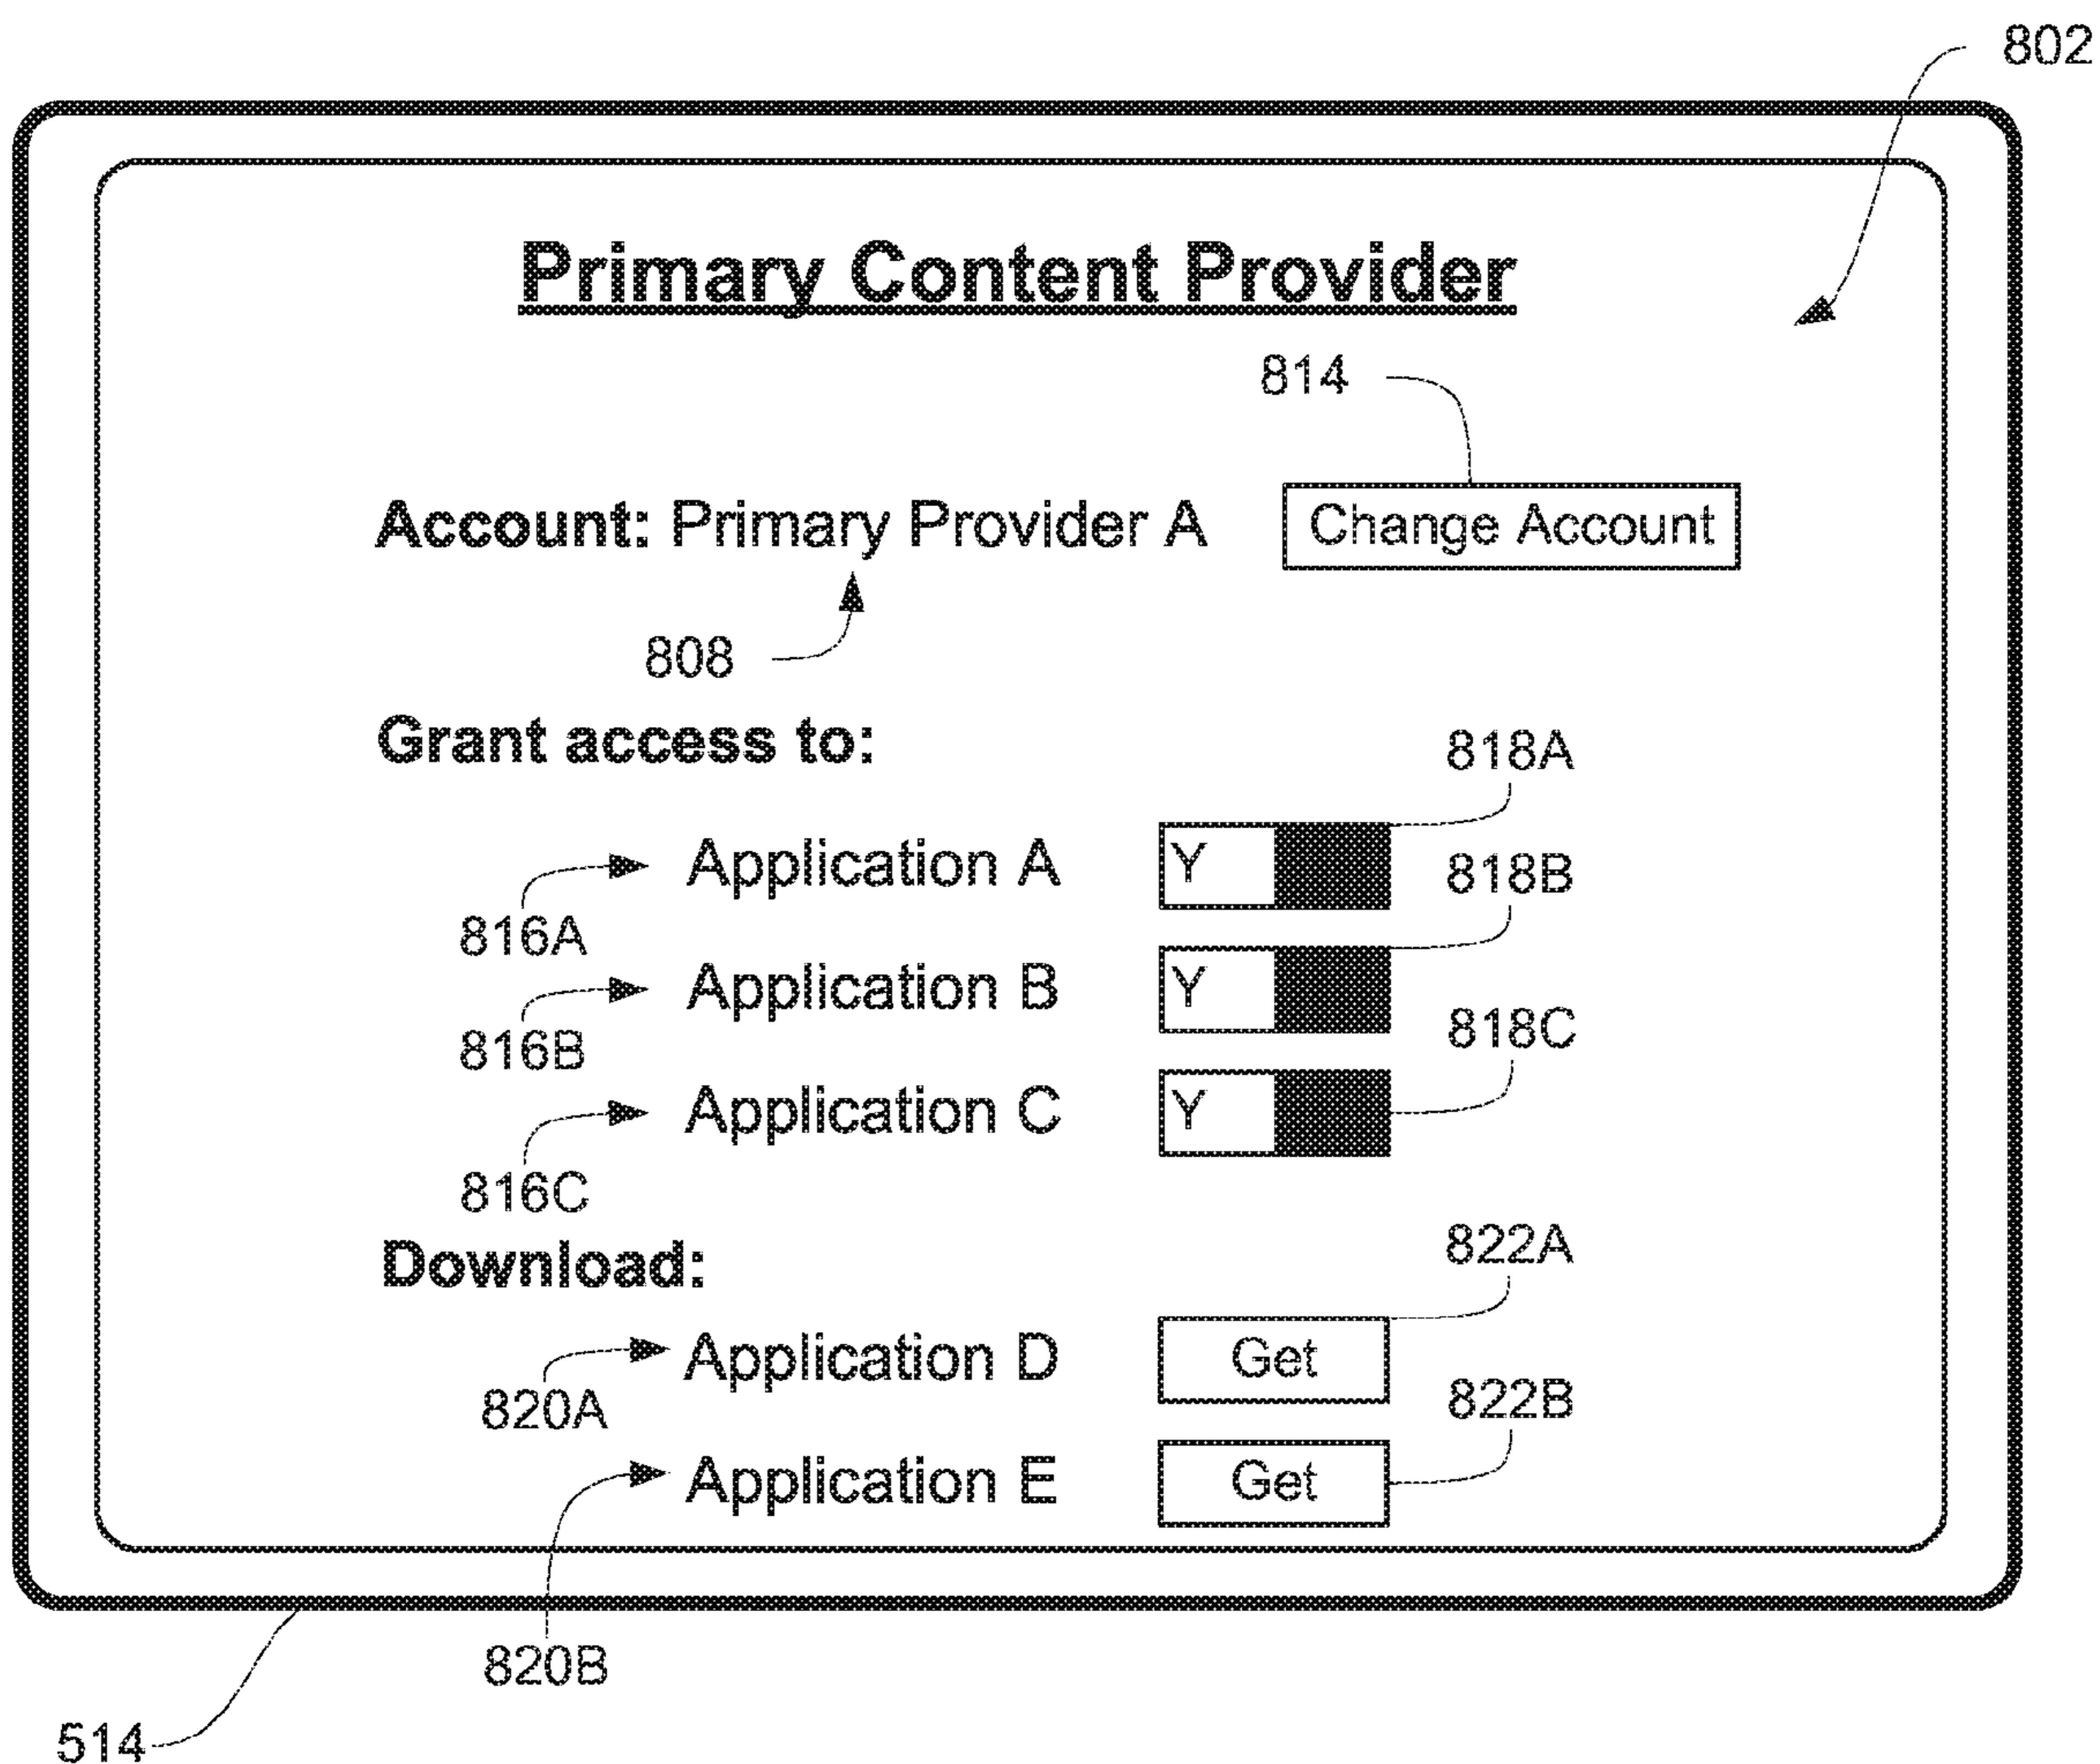 802
Primary Content Provider
814
Account: Primary Provider A
Change Account
808
Grant access to:
818A
Application A
Y
818B
816A
Application B
Y
818C
816B
Application C
Y
816C
Download:
822A
Application D
Get
822B
820A
Application E
Get
820B
514